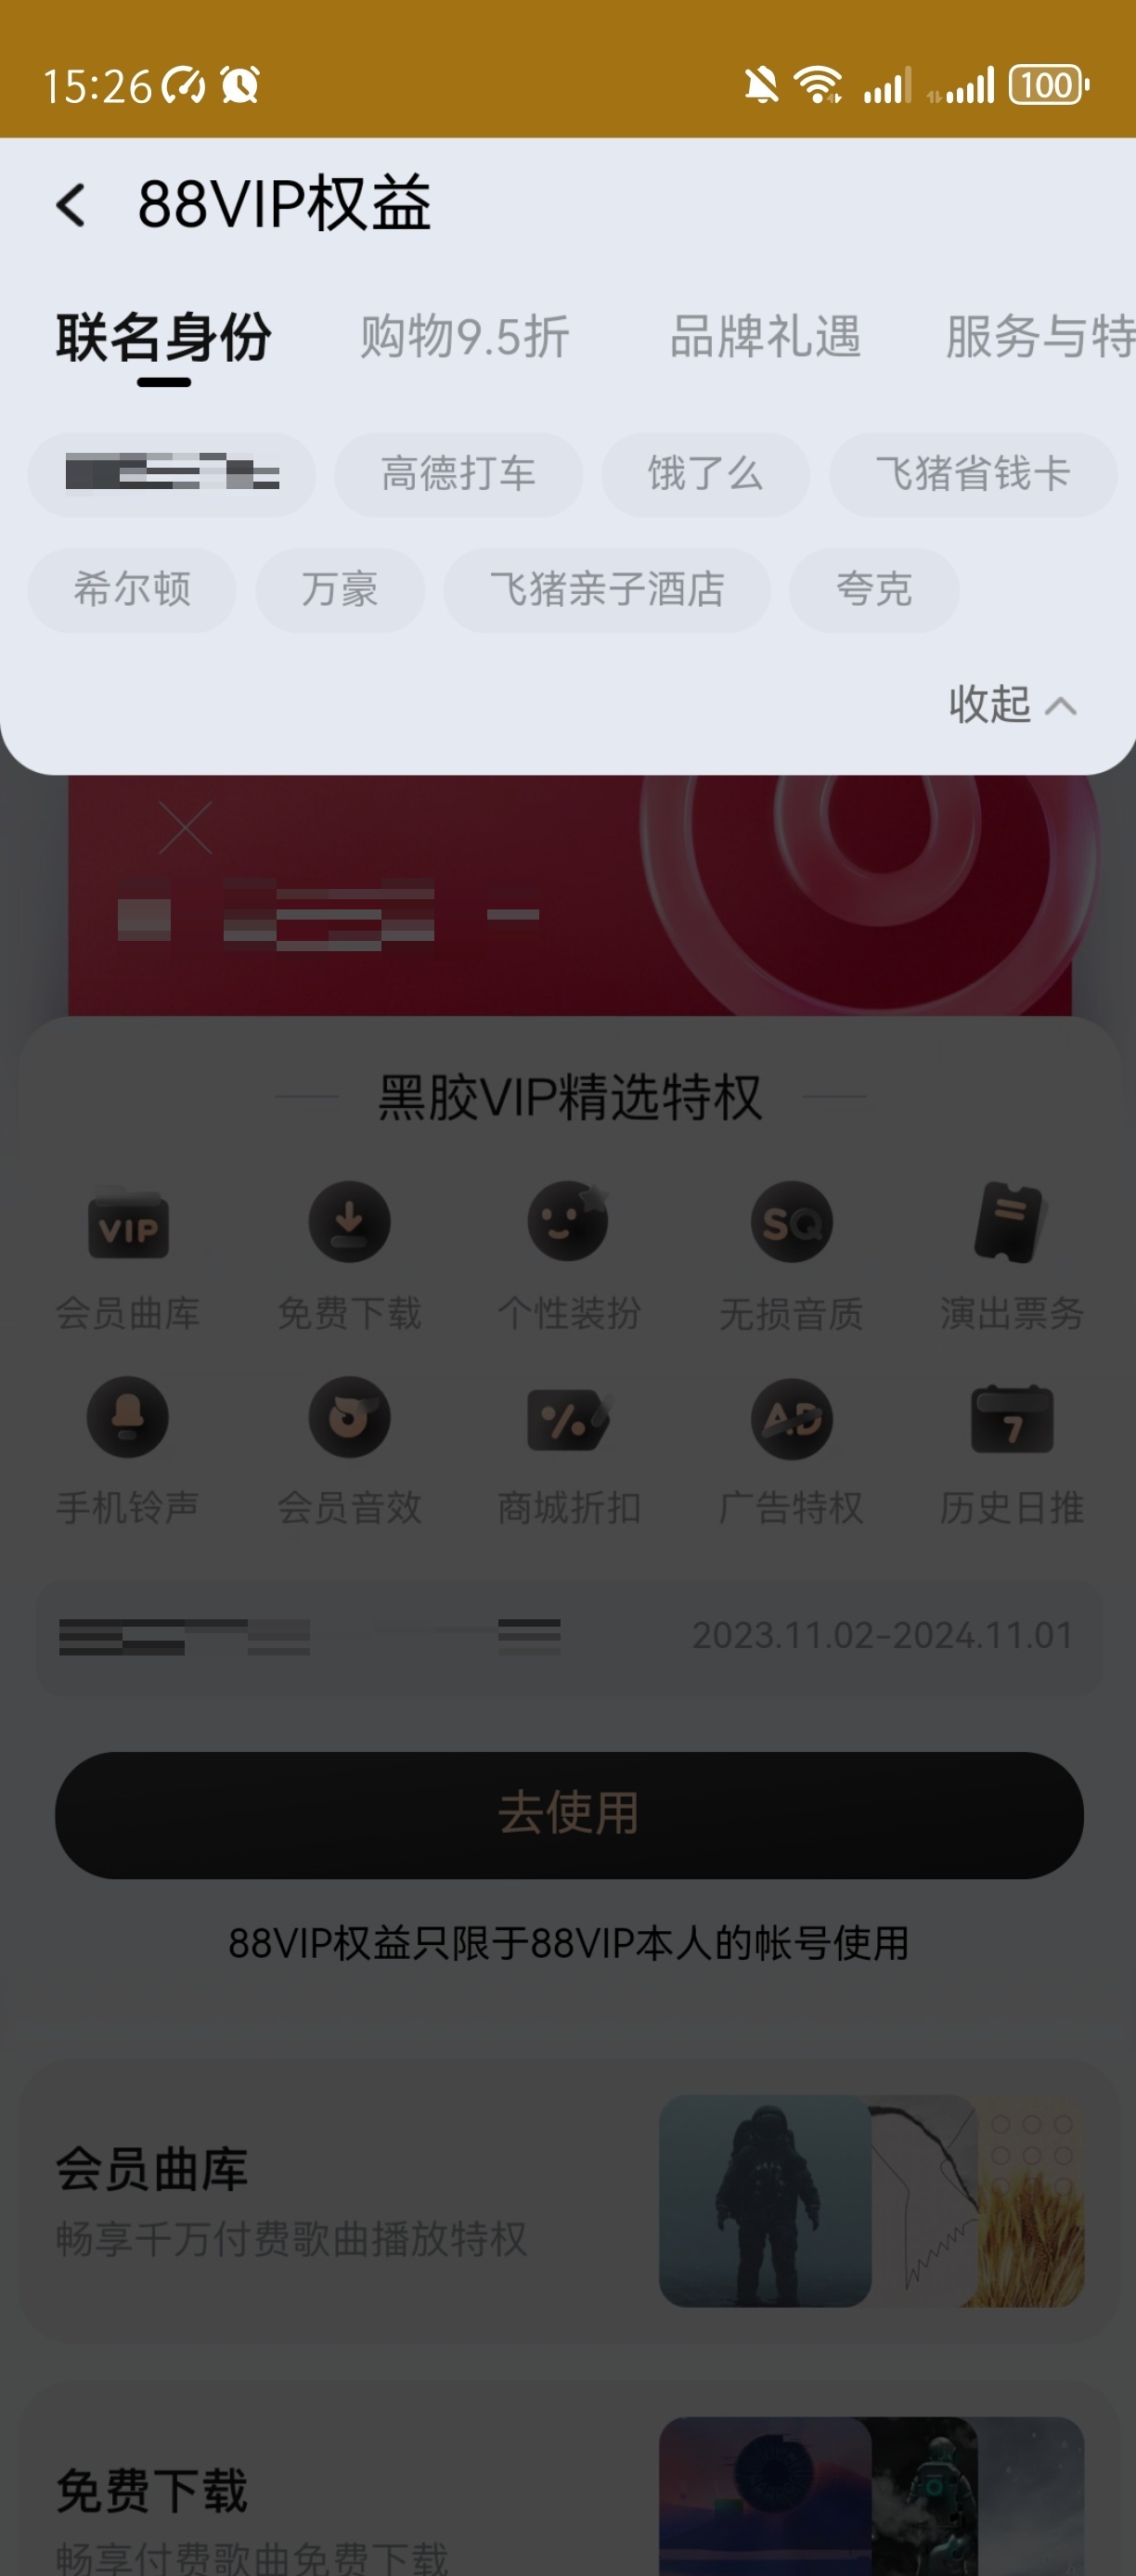 15:26 100
88VIP权益
联名身份 购物9.5折 品牌礼遇 服务与特
高德打车 饿了么 飞猪省钱卡
希尔顿 万豪 飞猪亲子酒店 夸克
收起
黑胶VIP精选特权
VIP SQ
会员曲库 免费下载 个性装扮 无损音质 演出票务
AD 7
手机铃声 会员音效 商城折扣 广告特权 历史日推
2023.11.02-2024.11.01
去使用
88VIP权益只限于88VIP本人的帐号使用
会员曲库
畅享千万付费歌曲播放特权
免费下载
畅享付费歌曲免费下载